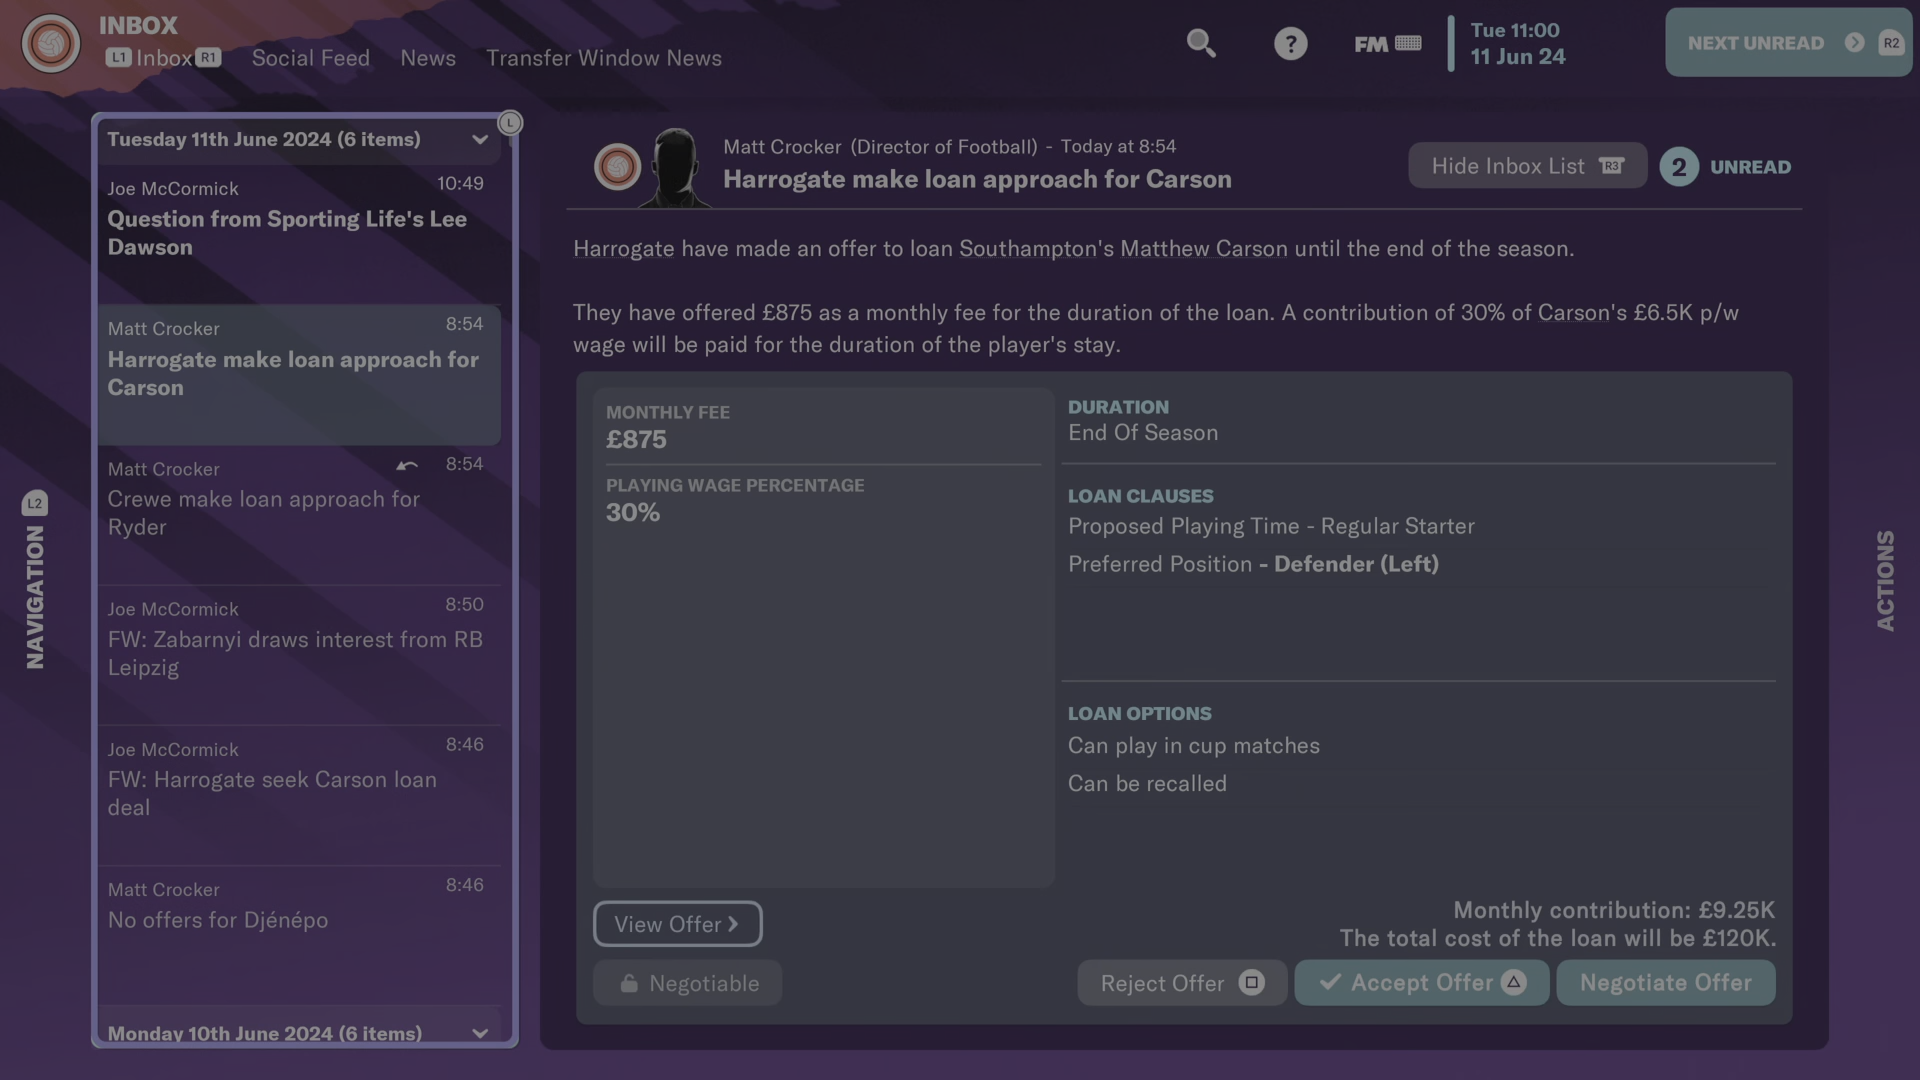 INBOX
L1 Inbox R1 Social Feed News Transfer Window News
? FM
Tue 11:00
11 Jun 24
NEXT UNREAD R2
Tuesday 11th June 2024 (6 items)
L
Joe McCormick 10:49
Question from Sporting Life's Lee
Dawson
Matt Crocker 8:54
Harrogate make loan approach for
Carson
Matt Crocker 8:54
Crewe make loan approach for
Ryder
Joe McCormick 8:50
FW: Zabarnyi draws interest from RB
Leipzig
Joe McCormick 8:46
FW: Harrogate seek Carson loan
deal
Matt Crocker 8:46
No offers for Djénépo
Monday 10th June 2024 (6 items)
L2
NAVIGATION
Matt Crocker (Director of Football) - Today at 8:54
Harrogate make loan approach for Carson
Hide Inbox List R3
2 UNREAD
Harrogate have made an offer to loan Southampton's Matthew Carson until the end of the season.
They have offered £875 as a monthly fee for the duration of the loan. A contribution of 30% of Carson's £6.5K p/w
wage will be paid for the duration of the player's stay.
MONTHLY FEE
£875
PLAYING WAGE PERCENTAGE
30%
DURATION
End Of Season
LOAN CLAUSES
Proposed Playing Time - Regular Starter
Preferred Position - Defender (Left)
LOAN OPTIONS
Can play in cup matches
Can be recalled
View Offer
Monthly contribution: £9.25K
The total cost of the loan will be £120K.
Negotiable
Reject Offer
Accept Offer
Negotiate Offer
ACTIONS